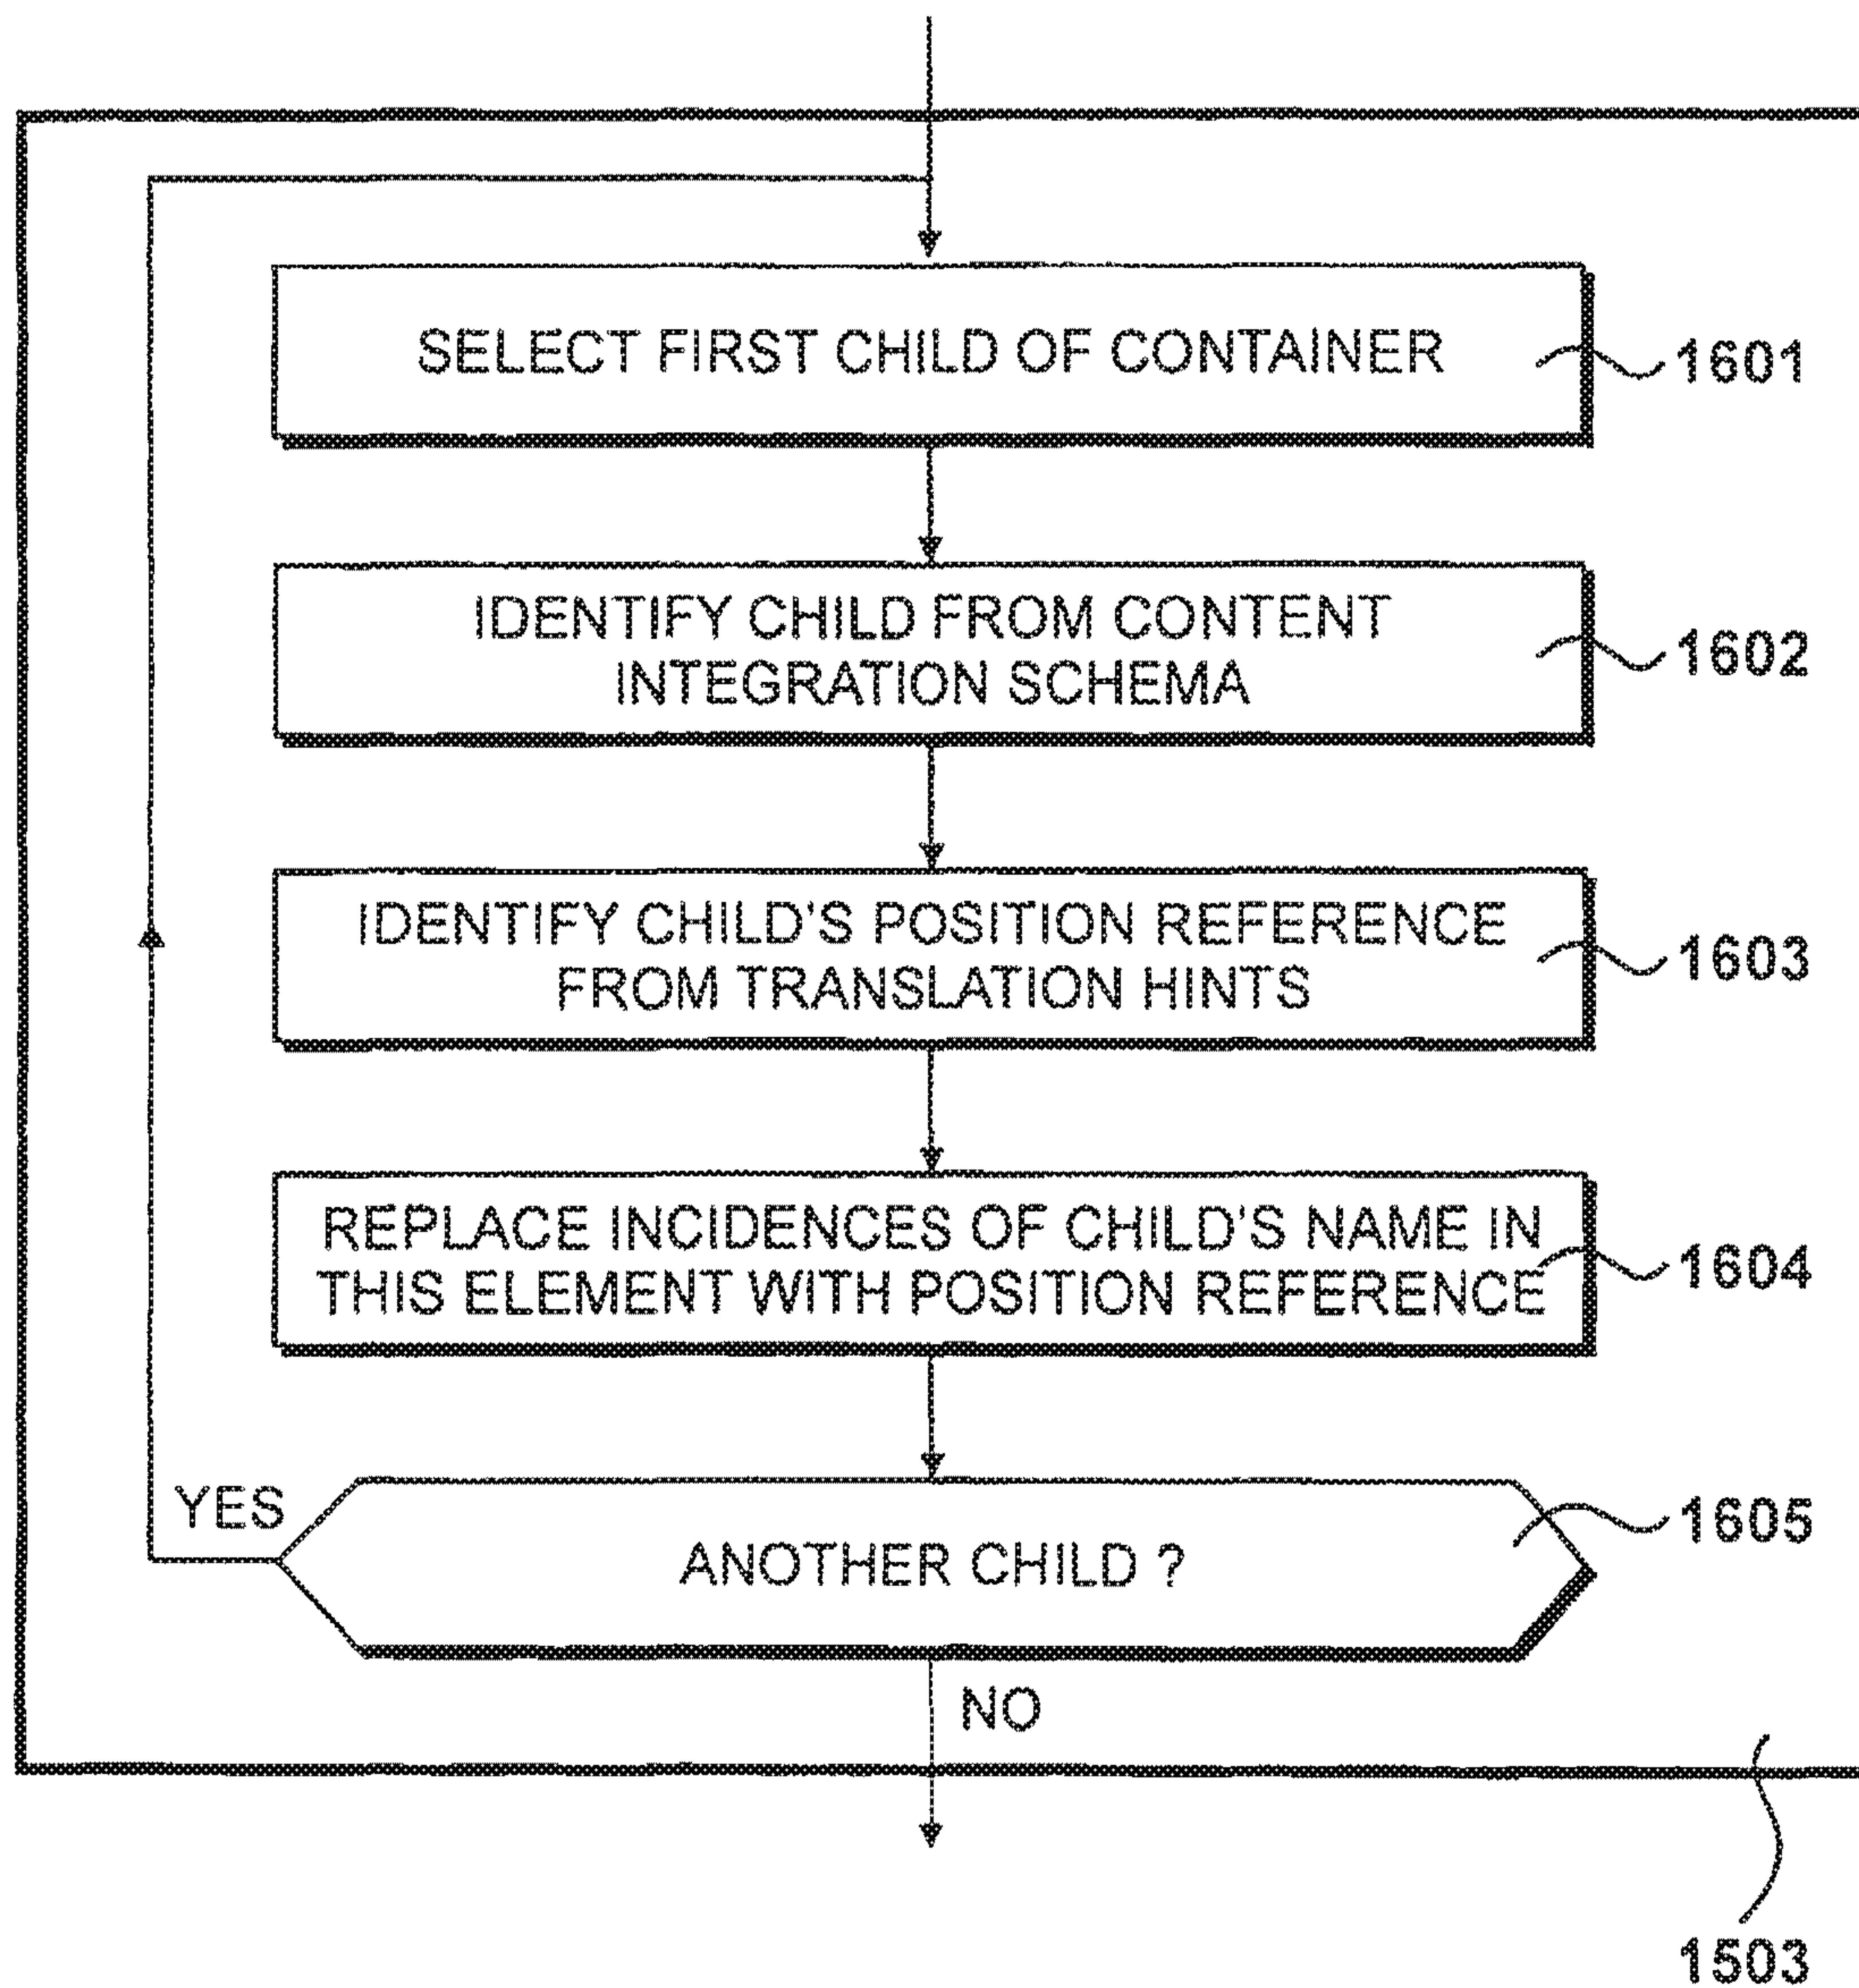 SELECT FIRST CHILD OF CONTAINER
1601
IDENTIFY CHILD FROM CONTENT
INTEGRATION SCHEMA
1602
IDENTIFY CHILD'S POSITION REFERENCE
FROM TRANSLATION HINTS
1603
REPLACE INCIDENCES OF CHILD'S NAME IN
THIS ELEMENT WITH POSITION REFERENCE
1604
YES
ANOTHER CHILD ?
1605
NO
1503